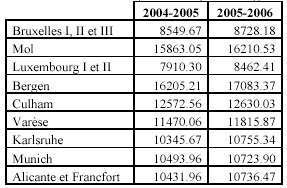 2004-2005 2005-2006
Bruxelles I, II et III 8549.67 8728.18
Mol 15863.05 16210.53
Luxembourg I et II 7910.30 8462.41
Bergen 16205.21 17083.37
Culham 12572.56 12630.03
Varèse 11470.06 11815.87
Karlsruhe 10345.67 10755.34
Munich 10493.96 10723.90
Alicante et Francfort 10431.96 10736.47